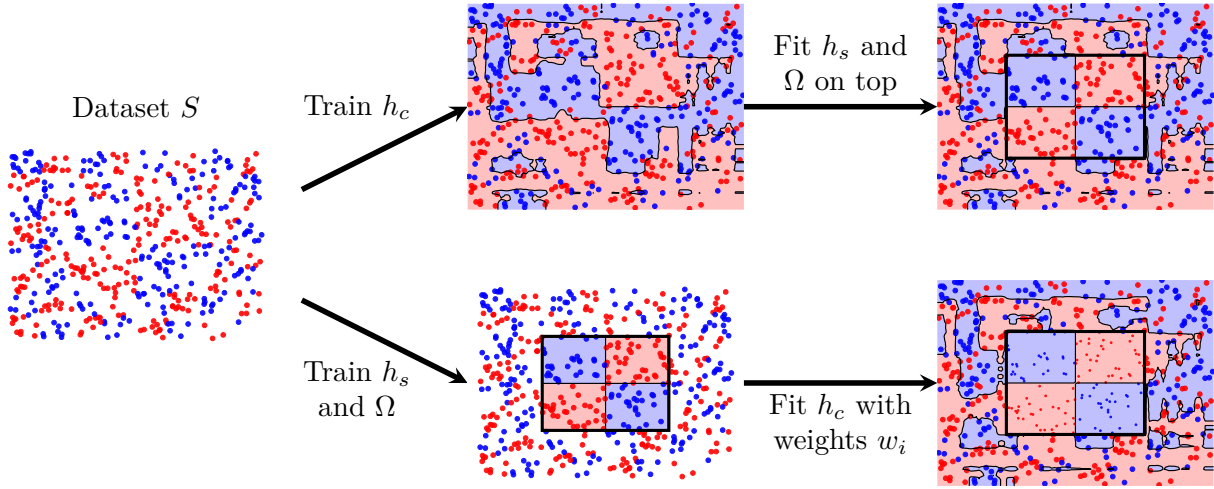 Dataset S
Train h_c
Fit h_s and
Ω on top
Train h_s
and Ω
Fit h_c with
weights w_i